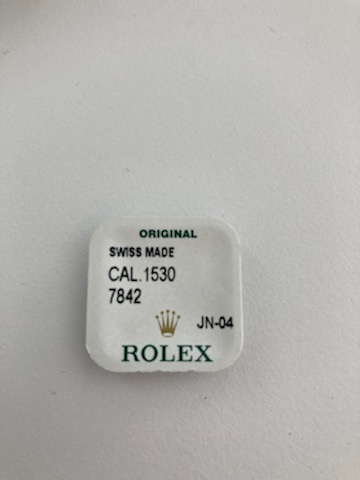 ORIGINAL
SWISS MADE
CAL.1530
7842
JN-04
ROLEX